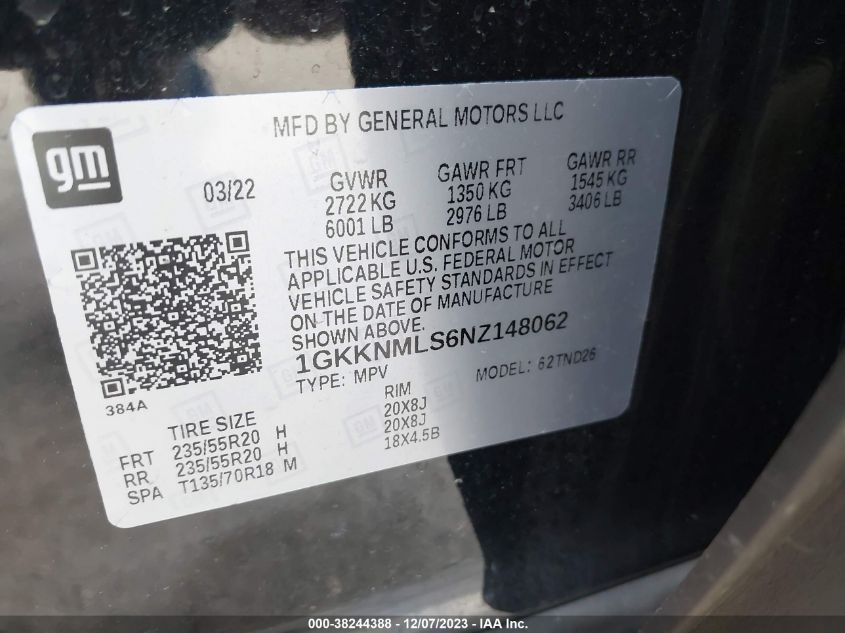 MFD BY GENERAL MOTORS LLC
gm
03/22
GVWR
2722 KG
6001 LB
GAWR FRT
1350 KG
2976 LB
GAWR RR
1545 KG
3406 LB
THIS VEHICLE CONFORMS TO ALL
APPLICABLE U.S. FEDERAL MOTOR
VEHICLE SAFETY STANDARDS IN EFFECT
ON THE DATE OF MANUFACTURE
SHOWN ABOVE.
1GKKNMLS6NZ148062
TYPE: MPV
MODEL: 62TND26
384A
TIRE SIZE
RIM
FRT 235/55R20 H 20X8J
RR 235/55R20 H 20X8J
SPA T135/70R18 M 18X4.5B
000-38244388 - 12/07/2023 - IAA Inc.